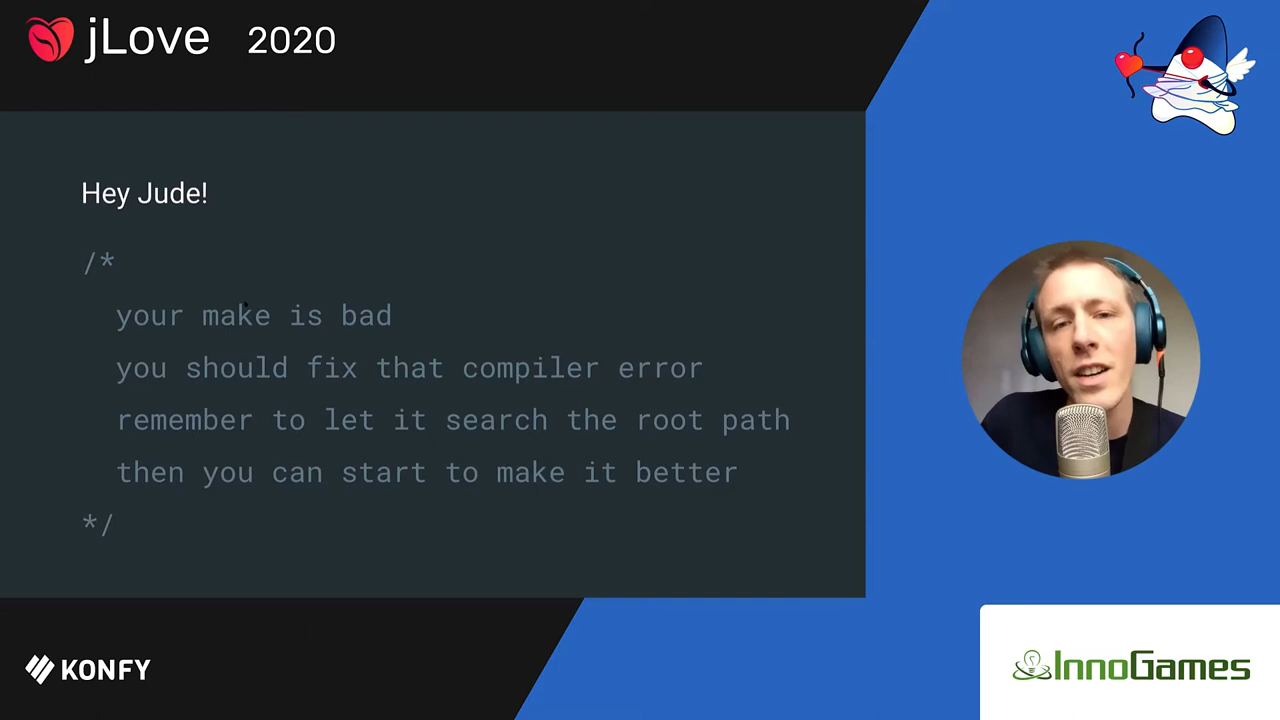 jLove 2020
Hey Jude!
/*
your make is bad
you should fix that compiler error
remember to let it search the root path
then you can start to make it better
*/
KONFY
InnoGames